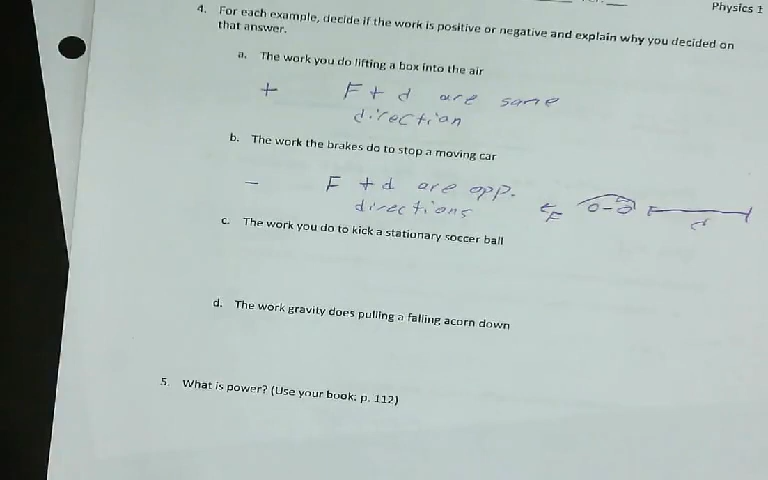 Physics 1
4. For each example, decide if the work is positive or negative and explain why you decided on
that answer.
a. The work you do lifting a box into the air
+ F + d are same
direction
b. The work the brakes do to stop a moving car
- F + d are opp.
directions
F
d
c. The work you do to kick a stationary soccer ball
d. The work gravity does pulling a falling acorn down
5. What is power? (Use your book; p. 112)